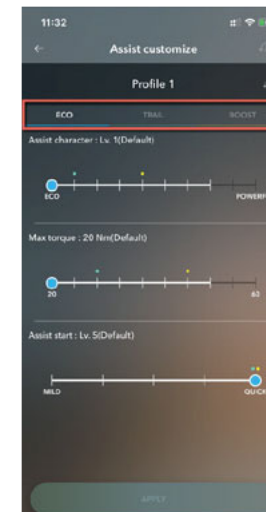 11:32
Assist customize
Profile 1
ECO TRAIL BOOST
Assist character : Lv. 1(Default)
ECO POWERF
Max torque : 20 Nm(Default)
20 63
Assist start : Lv. 5(Default)
MILD QUICK
APPLY